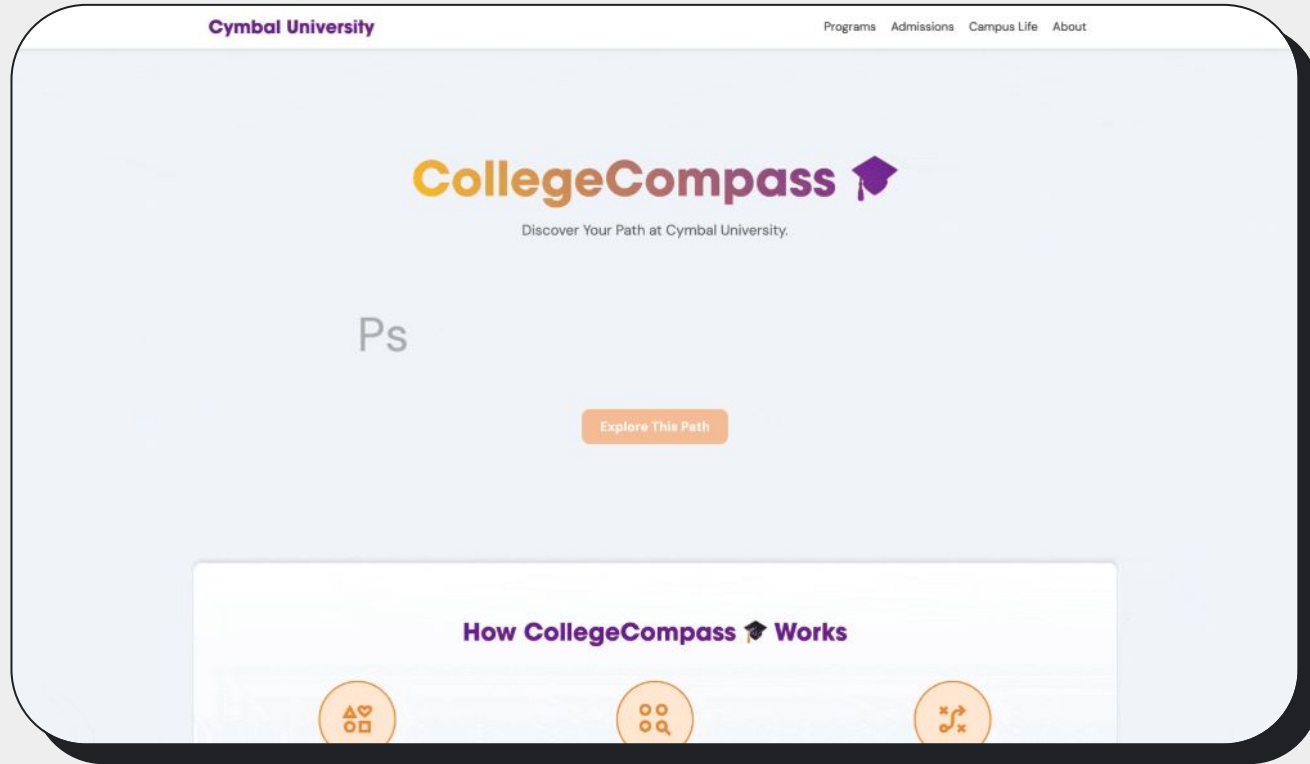 Cymbal University
Programs Admissions Campus Life About
CollegeCompass
Discover Your Path at Cymbal University.
Ps
Explore This Path
How CollegeCompass 🎓 Works